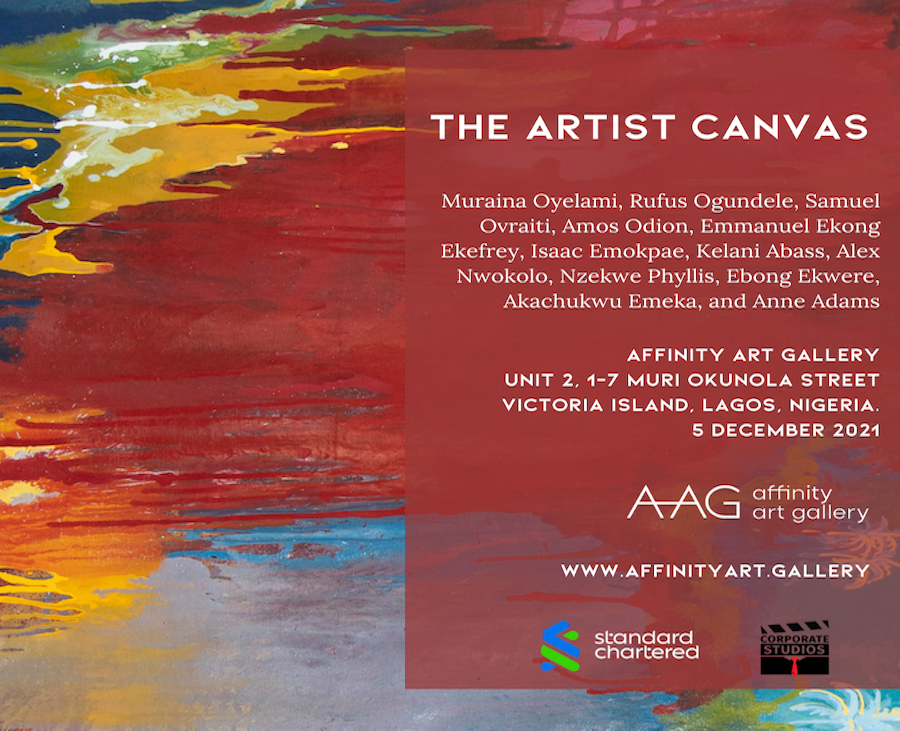 THE ARTIST CANVAS
Muraina Oyelami, Rufus Ogundele, Samuel
Ovraiti, Amos Odion, Emmanuel Ekong
Ekefrey, Isaac Emokpae, Kelani Abass, Alex
Nwokolo, Nzekwe Phyllis, Ebong Ekwere,
Akachukwu Emeka, and Anne Adams
AFFINITY ART GALLERY
UNIT 2, 1-7 MURI OKUNOLA STREET
VICTORIA ISLAND, LAGOS, NIGERIA.
5 DECEMBER 2021
AAG
affinity
art gallery
WWW.AFFINITYART.GALLERY
standard
chartered
CORPORATE
STUDIOS